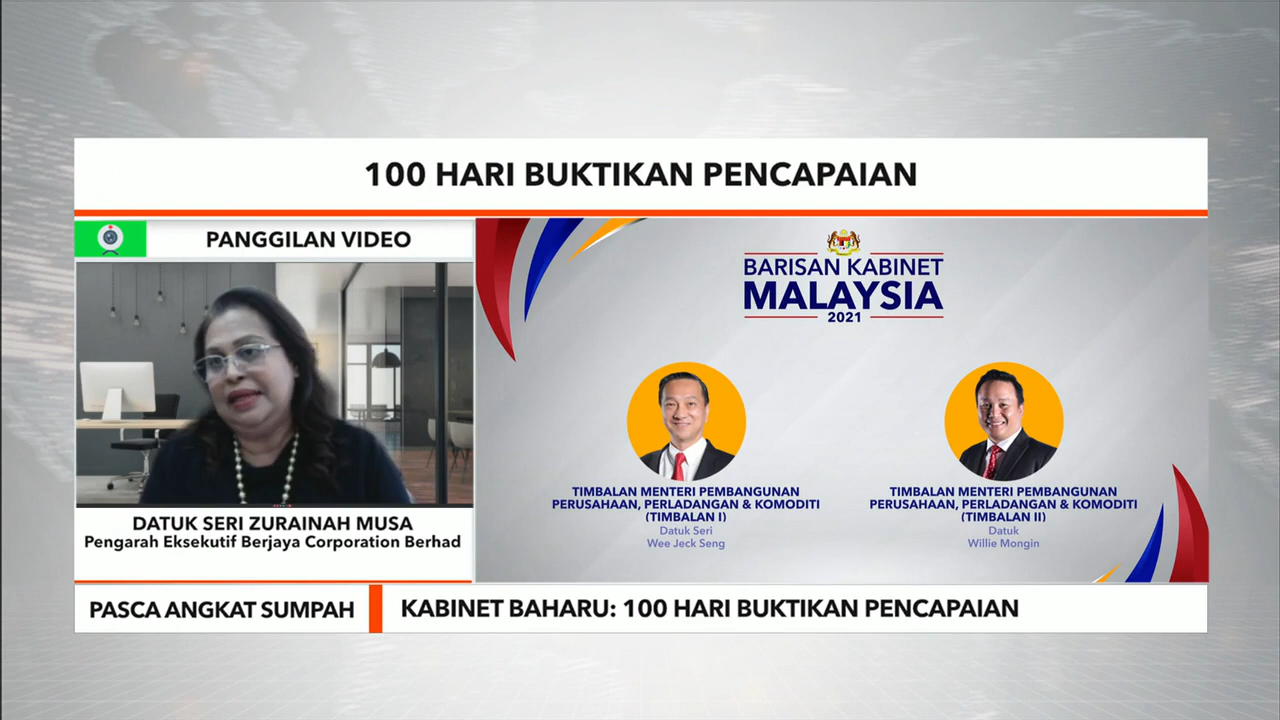 100 HARI BUKTIKAN PENCAPAIAN
PANGGILAN VIDEO
DATUK SERI ZURAINAH MUSA
Pengarah Eksekutif Berjaya Corporation Berhad
BARISAN KABINET
MALAYSIA
2021
TIMBALAN MENTERI PEMBANGUNAN
PERUSAHAAN, PERLADANGAN & KOMODITI
(TIMBALAN I)
Datuk Seri
Wee Jeck Seng
TIMBALAN MENTERI PEMBANGUNAN
PERUSAHAAN, PERLADANGAN & KOMODITI
(TIMBALAN II)
Datuk
Willie Mongin
PASCA ANGKAT SUMPAH
KABINET BAHARU: 100 HARI BUKTIKAN PENCAPAIAN